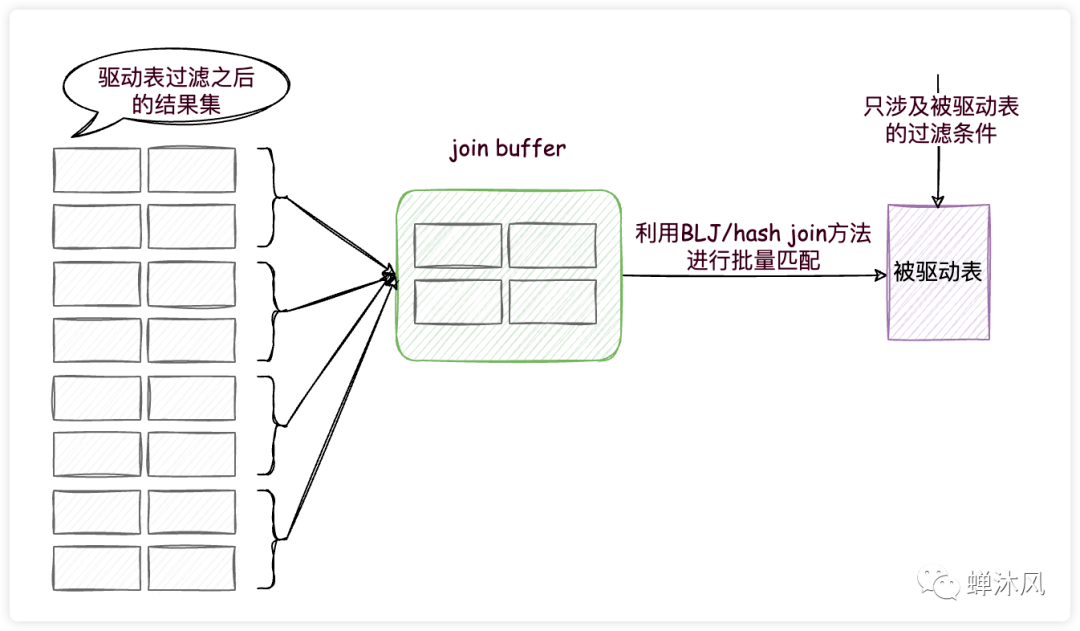 驱动表过滤之后
的结果集
join buffer
只涉及被驱动表
的过滤条件
利用BLJ/hash join方法
进行批量匹配
被驱动表
蝉沐风